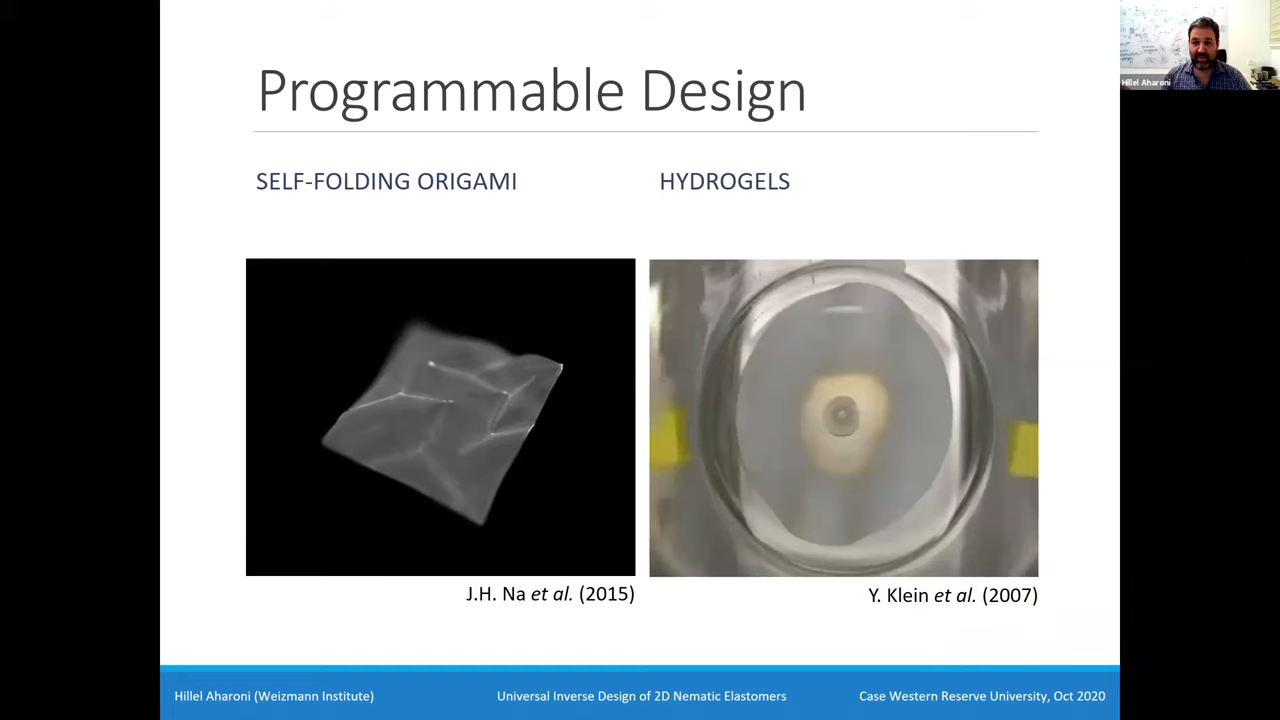 Programmable Design
SELF-FOLDING ORIGAMI
HYDROGELS
J.H. Na et al. (2015)
Y. Klein et al. (2007)
Hillel Aharoni (Weizmann Institute)
Universal Inverse Design of 2D Nematic Elastomers
Case Western Reserve University, Oct 2020
Hillel Aharoni